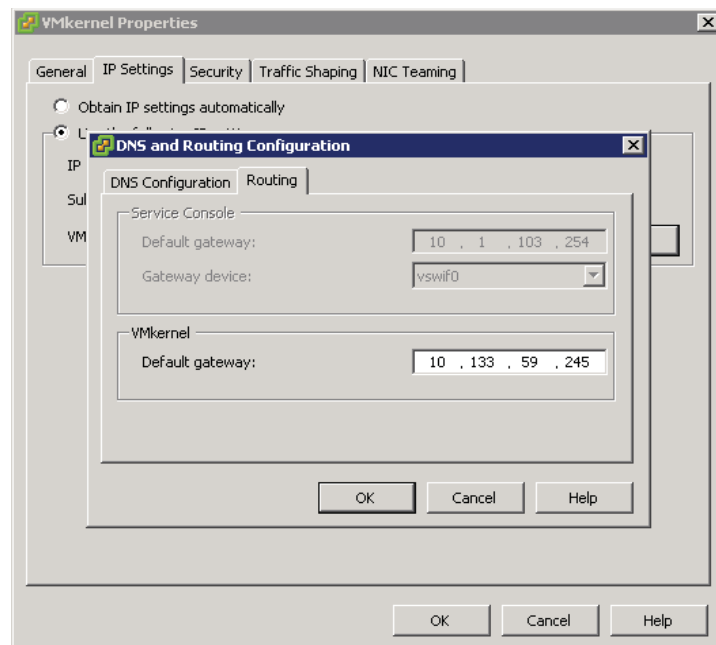 VMkernel Properties
General IP Settings Security Traffic Shaping NIC Teaming
Obtain IP settings automatically
DNS and Routing Configuration
IP
DNS Configuration Routing
Sul
Service Console
VM
Default gateway: 10 . 1 . 103 . 254
Gateway device: vswif0
VMkernel
Default gateway: 10 . 133 . 59 . 245
OK Cancel Help
OK Cancel Help